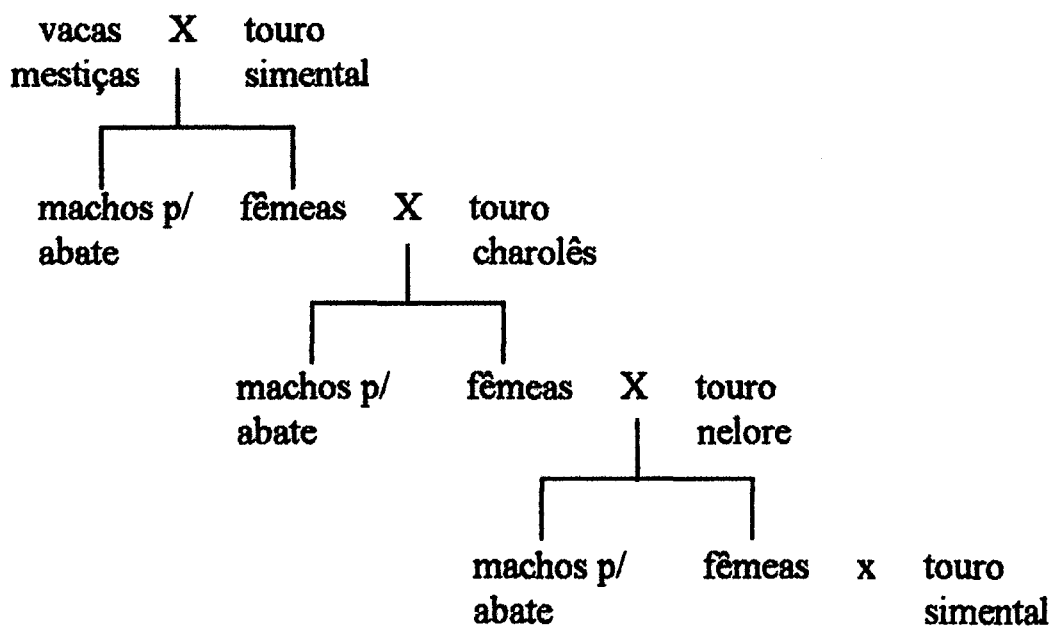 vacas X touro
mestiças simental
machos p/ fêmeas X touro
abate charolês
machos p/ fêmeas X touro
abate nelore
machos p/ fêmeas x touro
abate simental